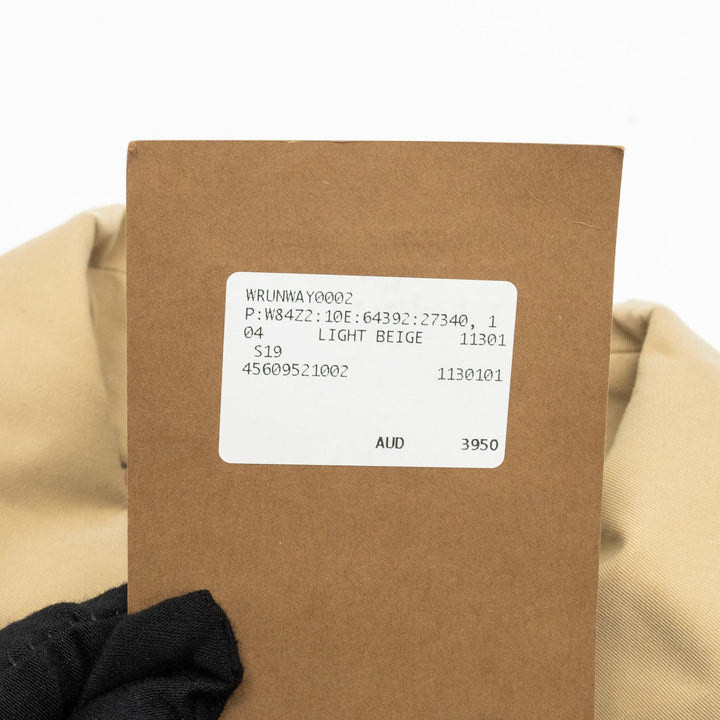 WRUNWAY0002
P:W84Z2:10E:64392:27340, 1
04 LIGHT BEIGE 11301
S19
45609521002 1130101
AUD 3950